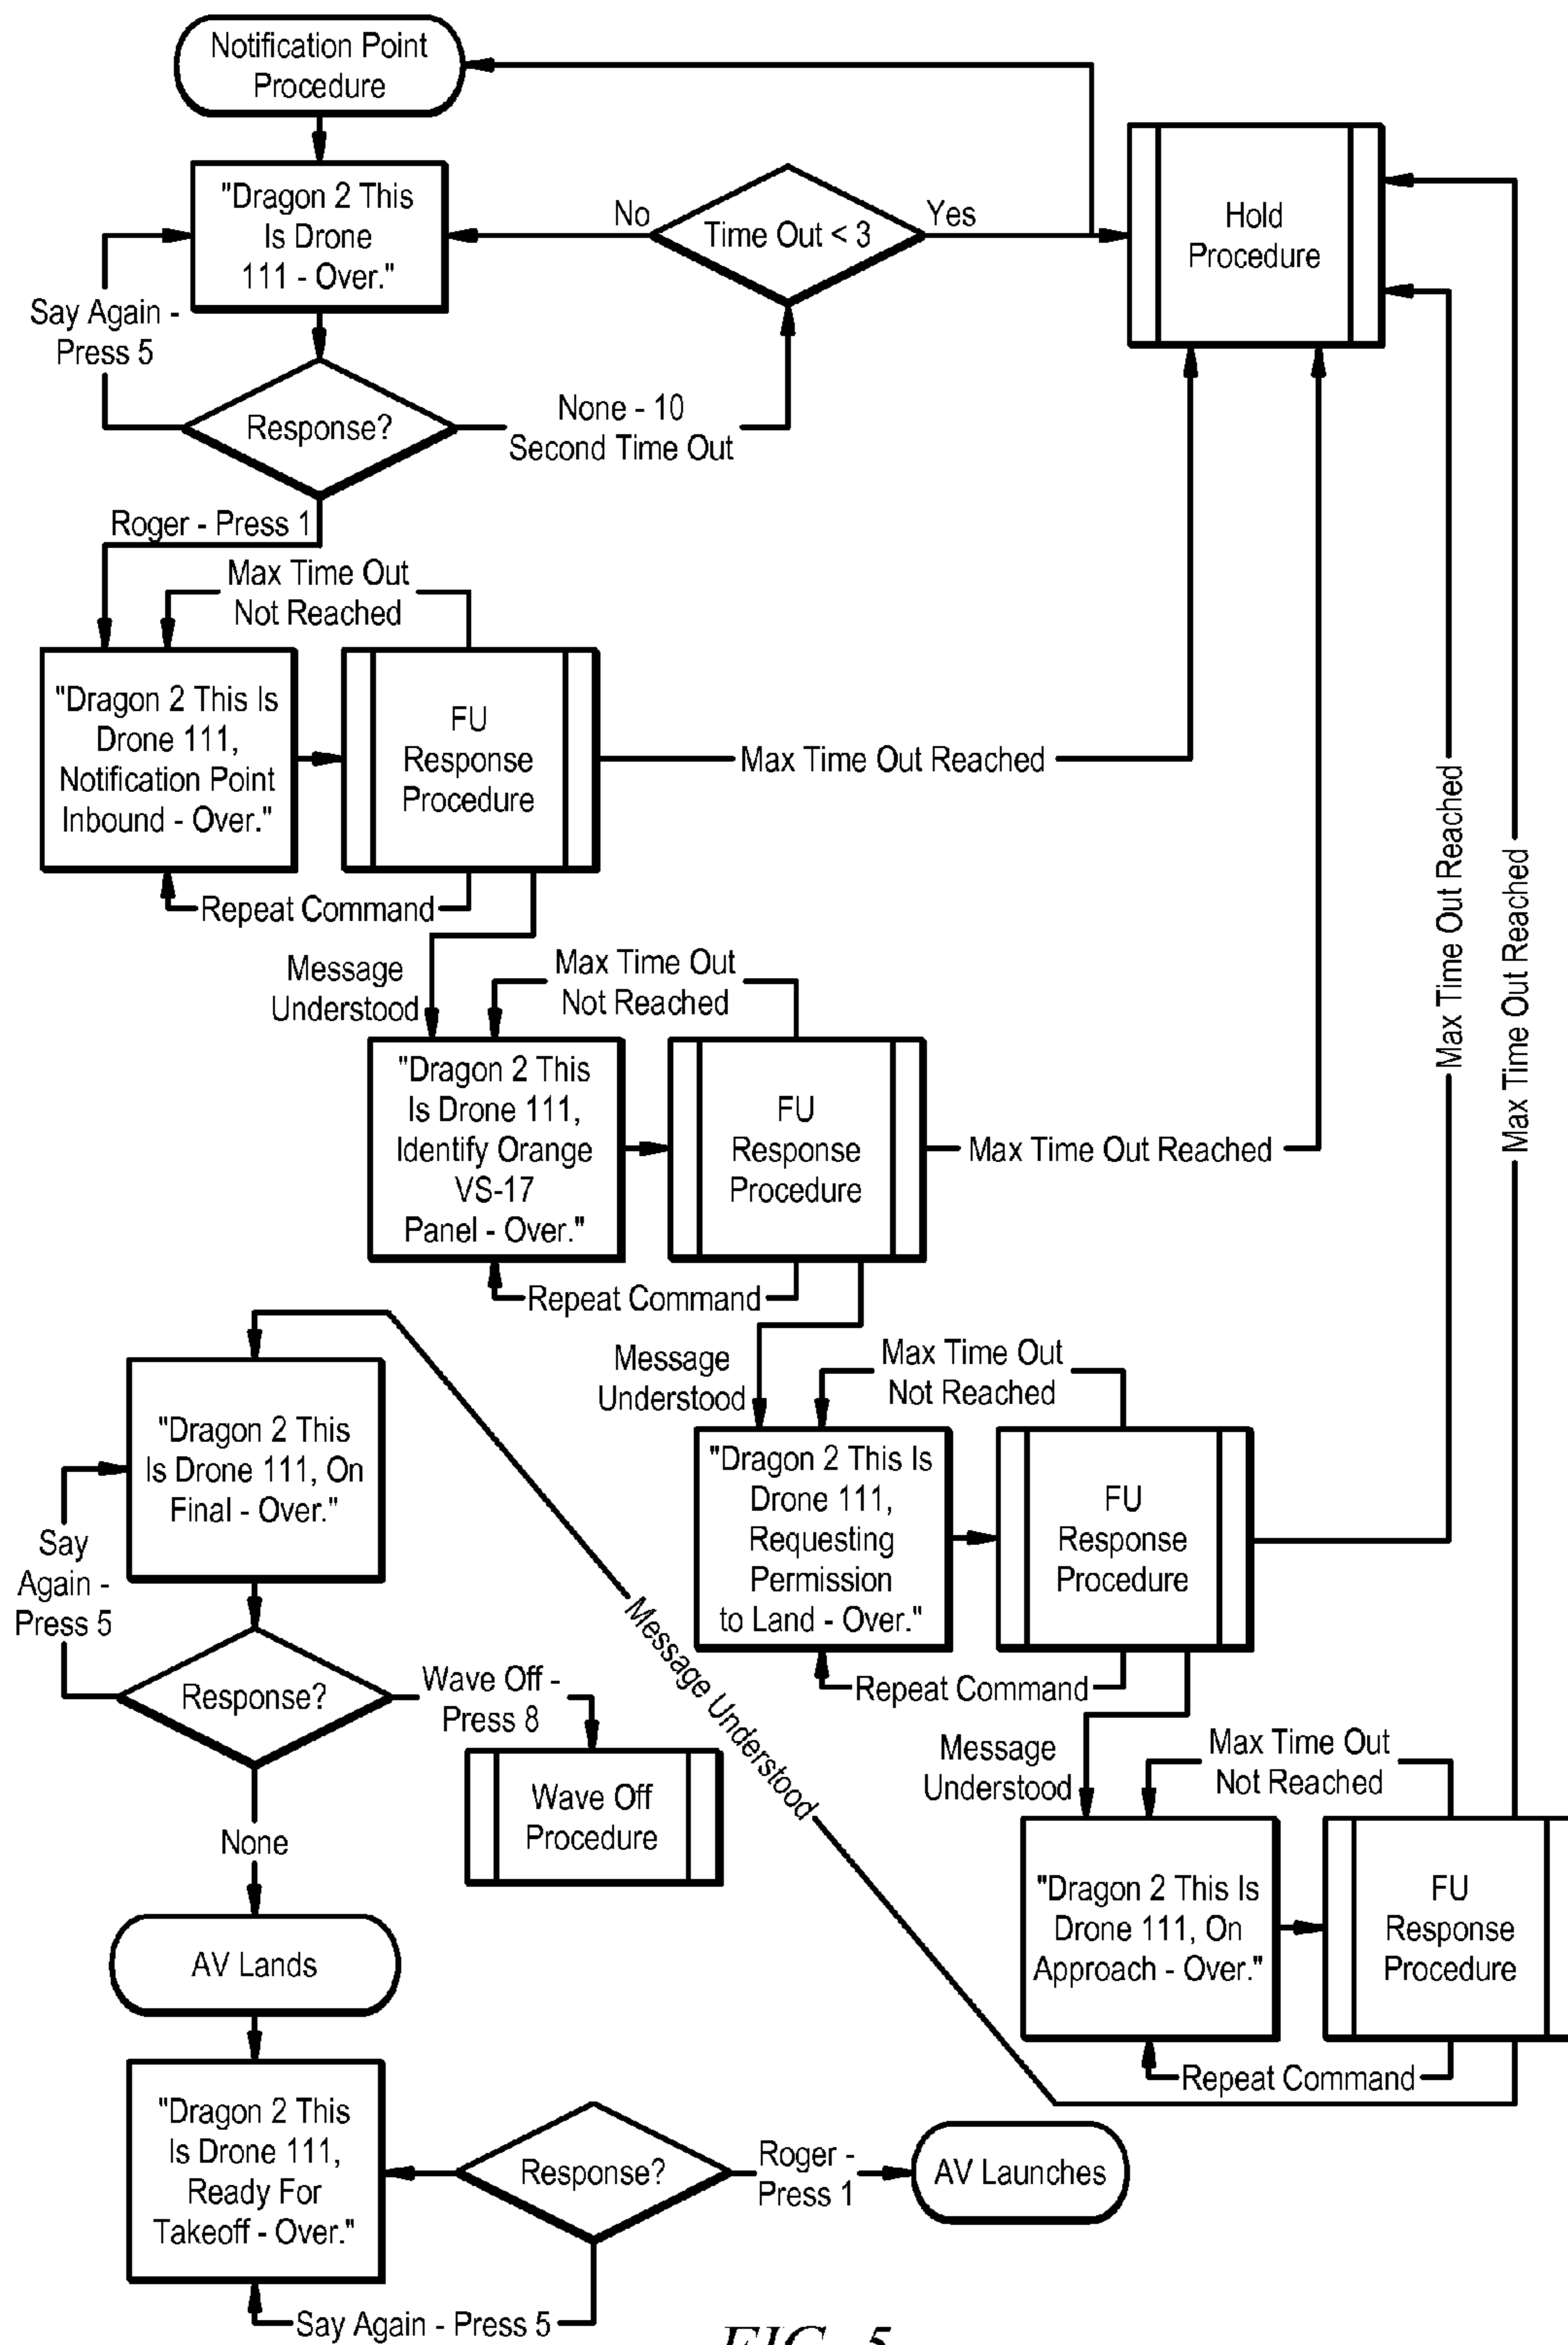 Notification Point
Procedure
"Dragon 2 This
Is Drone
111 - Over."
No
Time Out < 3
Yes
Hold
Procedure
Say Again -
Press 5
Response?
None - 10
Second Time Out
Roger - Press 1
Max Time Out
Not Reached
"Dragon 2 This Is
Drone 111,
Notification Point
Inbound - Over."
FU
Response
Procedure
Max Time Out Reached
Repeat Command
Message
Understood
Max Time Out
Not Reached
"Dragon 2 This
Is Drone 111,
Identify Orange
VS-17
Panel - Over."
FU
Response
Procedure
Max Time Out Reached
Repeat Command
Max Time Out Reached
Max Time Out Reached
Message
Understood
Max Time Out
Not Reached
"Dragon 2 This Is
Drone 111,
Requesting
Permission
to Land - Over."
FU
Response
Procedure
Repeat Command
Message
Understood
Max Time Out
Not Reached
"Dragon 2 This Is
Drone 111, On
Approach - Over."
FU
Response
Procedure
Repeat Command
Message Understood
"Dragon 2 This
Is Drone 111, On
Final - Over."
Say
Again -
Press 5
Response?
Wave Off -
Press 8
Wave Off
Procedure
None
AV Lands
"Dragon 2 This
Is Drone 111,
Ready For
Takeoff - Over."
Response?
Roger -
Press 1
AV Launches
Say Again - Press 5
FIG. 5